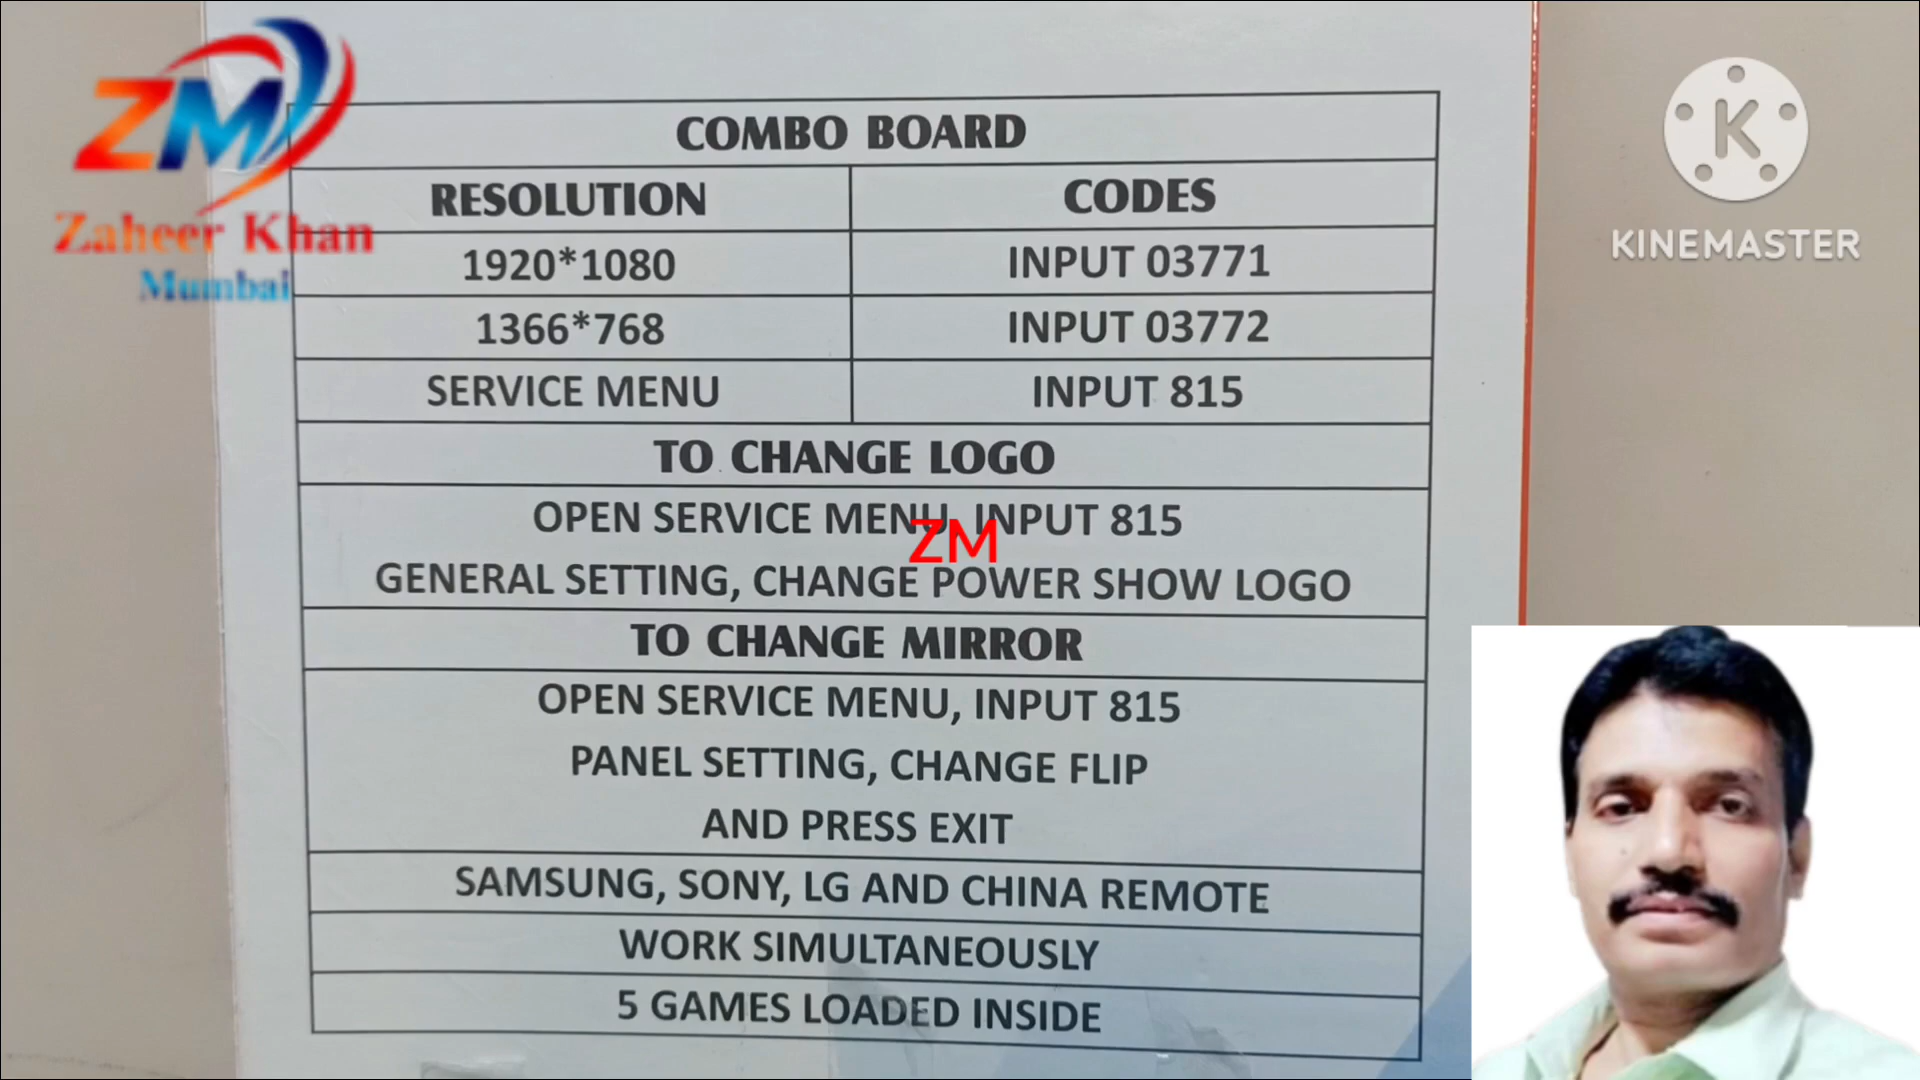 ZM
Zaheer Khan
Mumbai
K
KINEMASTER
COMBO BOARD
RESOLUTION CODES
1920*1080 INPUT 03771
1366*768 INPUT 03772
SERVICE MENU INPUT 815
TO CHANGE LOGO
OPEN SERVICE MENU, INPUT 815
ZM
GENERAL SETTING, CHANGE POWER SHOW LOGO
TO CHANGE MIRROR
OPEN SERVICE MENU, INPUT 815
PANEL SETTING, CHANGE FLIP
AND PRESS EXIT
SAMSUNG, SONY, LG AND CHINA REMOTE
WORK SIMULTANEOUSLY
5 GAMES LOADED INSIDE